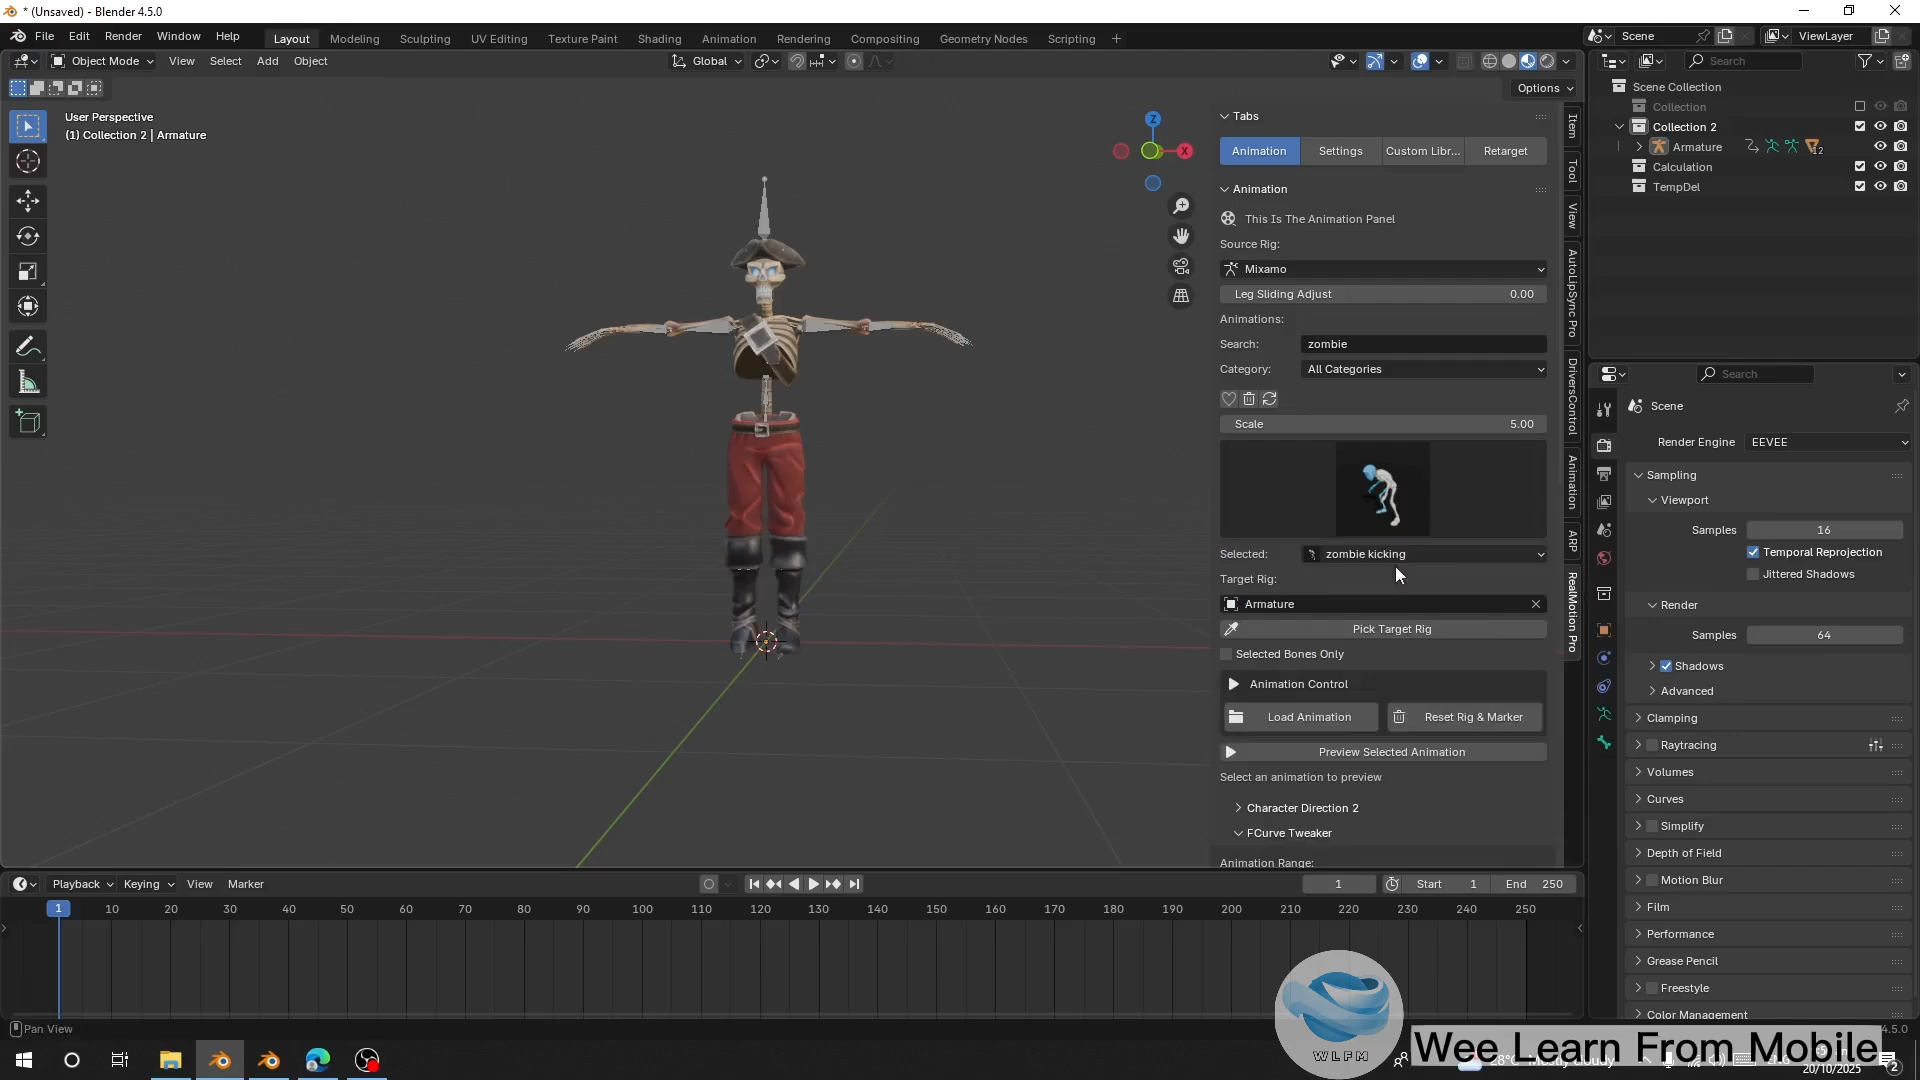 * (Unsaved) - Blender 4.5.0
File Edit Render Window Help
Layout Modeling Sculpting UV Editing Texture Paint Shading Animation Rendering Compositing Geometry Nodes Scripting +
Scene
ViewLayer
Object Mode View Select Add Object
Global
Search
Options
User Perspective
(1) Collection 2 | Armature
Z
X
Tabs
Animation Settings Custom Libr... Retarget
Animation
This Is The Animation Panel
Source Rig:
Mixamo
Leg Sliding Adjust 0.00
Animations:
Search: zombie
Category: All Categories
Scale 5.00
Selected: zombie kicking
Target Rig:
Armature
Pick Target Rig
Selected Bones Only
Animation Control
Load Animation Reset Rig & Marker
Preview Selected Animation
Select an animation to preview
Character Direction 2
FCurve Tweaker
Animation Range:
Item
Tool
View
AutoLipSync Pro
DriversControl
Animation
ARP
RealMotion Pro
Scene Collection
Collection
Collection 2
Armature 12
Calculation
TempDel
Search
Scene
Render Engine EEVEE
Sampling
Viewport
Samples 16
Temporal Reprojection
Jittered Shadows
Render
Samples 64
Shadows
Advanced
Clamping
Raytracing
Volumes
Curves
Simplify
Depth of Field
Motion Blur
Film
Performance
Grease Pencil
Freestyle
Color Management
Playback Keying View Marker
1 Start 1 End 250
1 10 20 30 40 50 60 70 80 90 100 110 120 130 140 150 160 170 180 190 200 210 220 230 240 250
Pan View
4.5.0
WLFM
Wee Learn From Mobile
20/10/2025
2